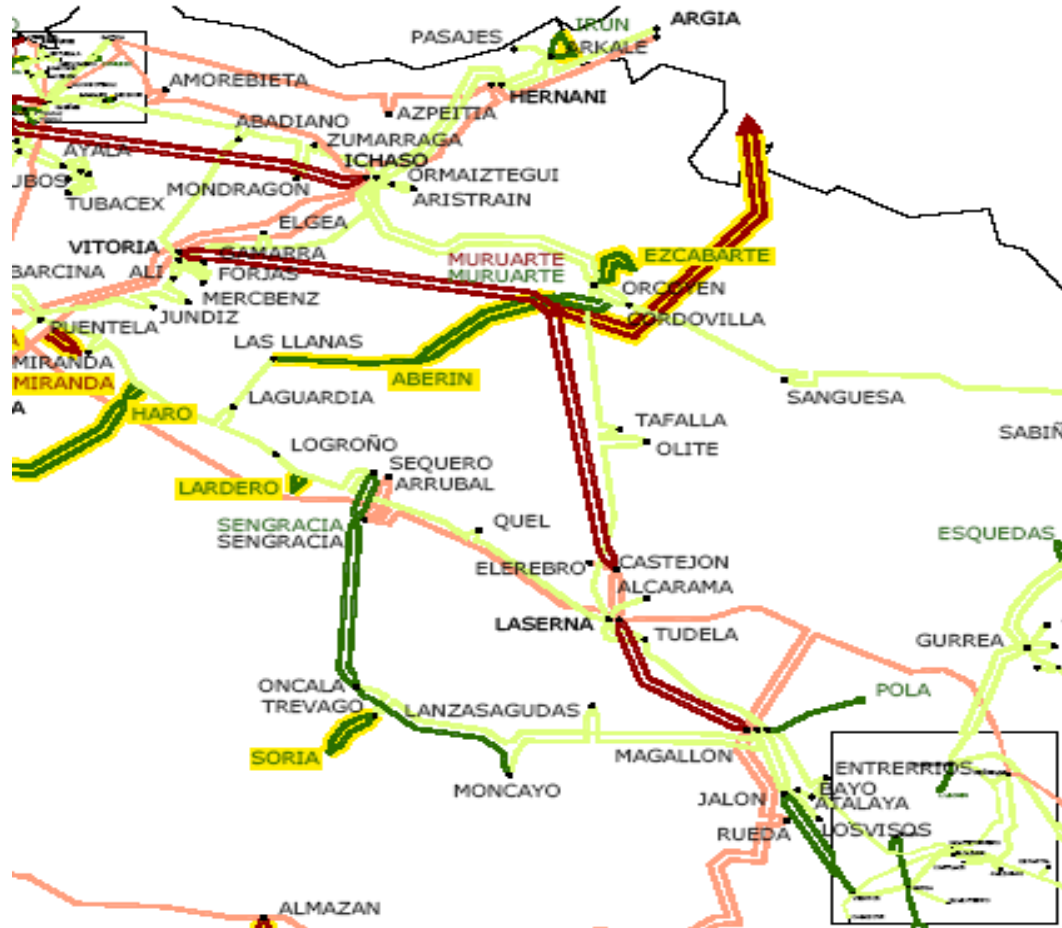 ARGIA
IRUN
PASAJES
ARKALE
HERNANI
AMOREBIETA
AZPEITIA
ABADIANO
ZUMARRAGA
AYALA
ICHASO
UBOS
ORMAIZTEGUI
MONDRAGON
ARISTRAIN
TUBACEX
ELGEA
VITORIA
GAMARRA
MURUARTE
EZCABARTE
BARCINA
ALI
FORJAS
MURUARTE
ORCOYEN
MERCBENZ
JUNDIZ
CORDOVILLA
PUENTELA
LAS LLANAS
A
MIRANDA
MIRANDA
ABERIN
SANGUESA
A
HARO
LAGUARDIA
TAFALLA
SABIÑ
LOGROÑO
OLITE
SEQUERO
LARDERO
ARRUBAL
SENGRACIA
QUEL
SENGRACIA
ESQUEDAS
ELEREBRO
CASTEJON
ALCARAMA
LASERNA
TUDELA
GURREA
ONCALA
POLA
TREVAGO
LANZASAGUDAS
SORIA
MAGALLON
MONCAYO
ENTRERRIOS
BAYO
JALON
ATALAYA
RUEDA
LOSVISOS
ALMAZAN